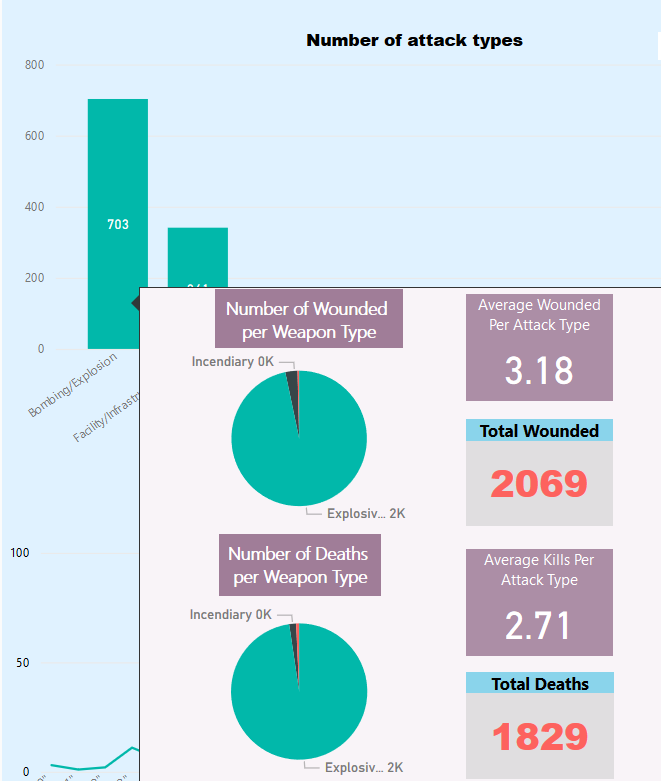 Number of attack types
800
600
400
200
0
703
Bombing/Explosion
Facility/Infrastr
Number of Wounded
per Weapon Type
Incendiary 0K
Explosiv... 2K
Average Wounded
Per Attack Type
3.18
Total Wounded
2069
Number of Deaths
per Weapon Type
Incendiary 0K
Explosiv... 2K
Average Kills Per
Attack Type
2.71
Total Deaths
1829
100
50
0